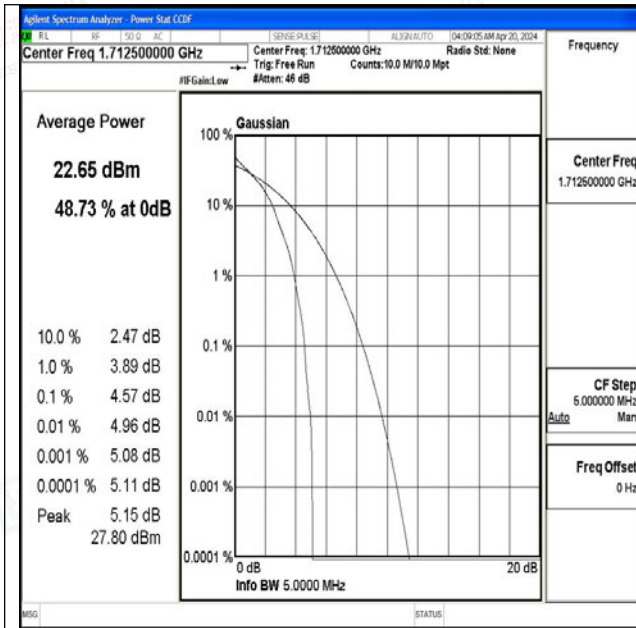 Agilent Spectrum Analyzer - Power Stat CCDF
RL RF 50 Ω AC SENSE:PULSE ALIGNAUTO 04:09:05 AM Apr 20, 2024
Center Freq 1.712500000 GHz
Center Freq: 1.712500000 GHz Radio Std: None
Trig: Free Run Counts:10.0 M/10.0 Mpt
#IFGain:Low #Atten: 46 dB
Frequency
Average Power
22.65 dBm
48.73 % at 0dB
10.0 % 2.47 dB
1.0 % 3.89 dB
0.1 % 4.57 dB
0.01 % 4.96 dB
0.001 % 5.08 dB
0.0001 % 5.11 dB
Peak 5.15 dB
27.80 dBm
Gaussian
100 %
10 %
1 %
0.1 %
0.01 %
0.001 %
0.0001 %
0 dB 20 dB
Info BW 5.0000 MHz
Center Freq
1.712500000 GHz
CF Step
5.000000 MHz
Auto Man
Freq Offset
0 Hz
MSG STATUS